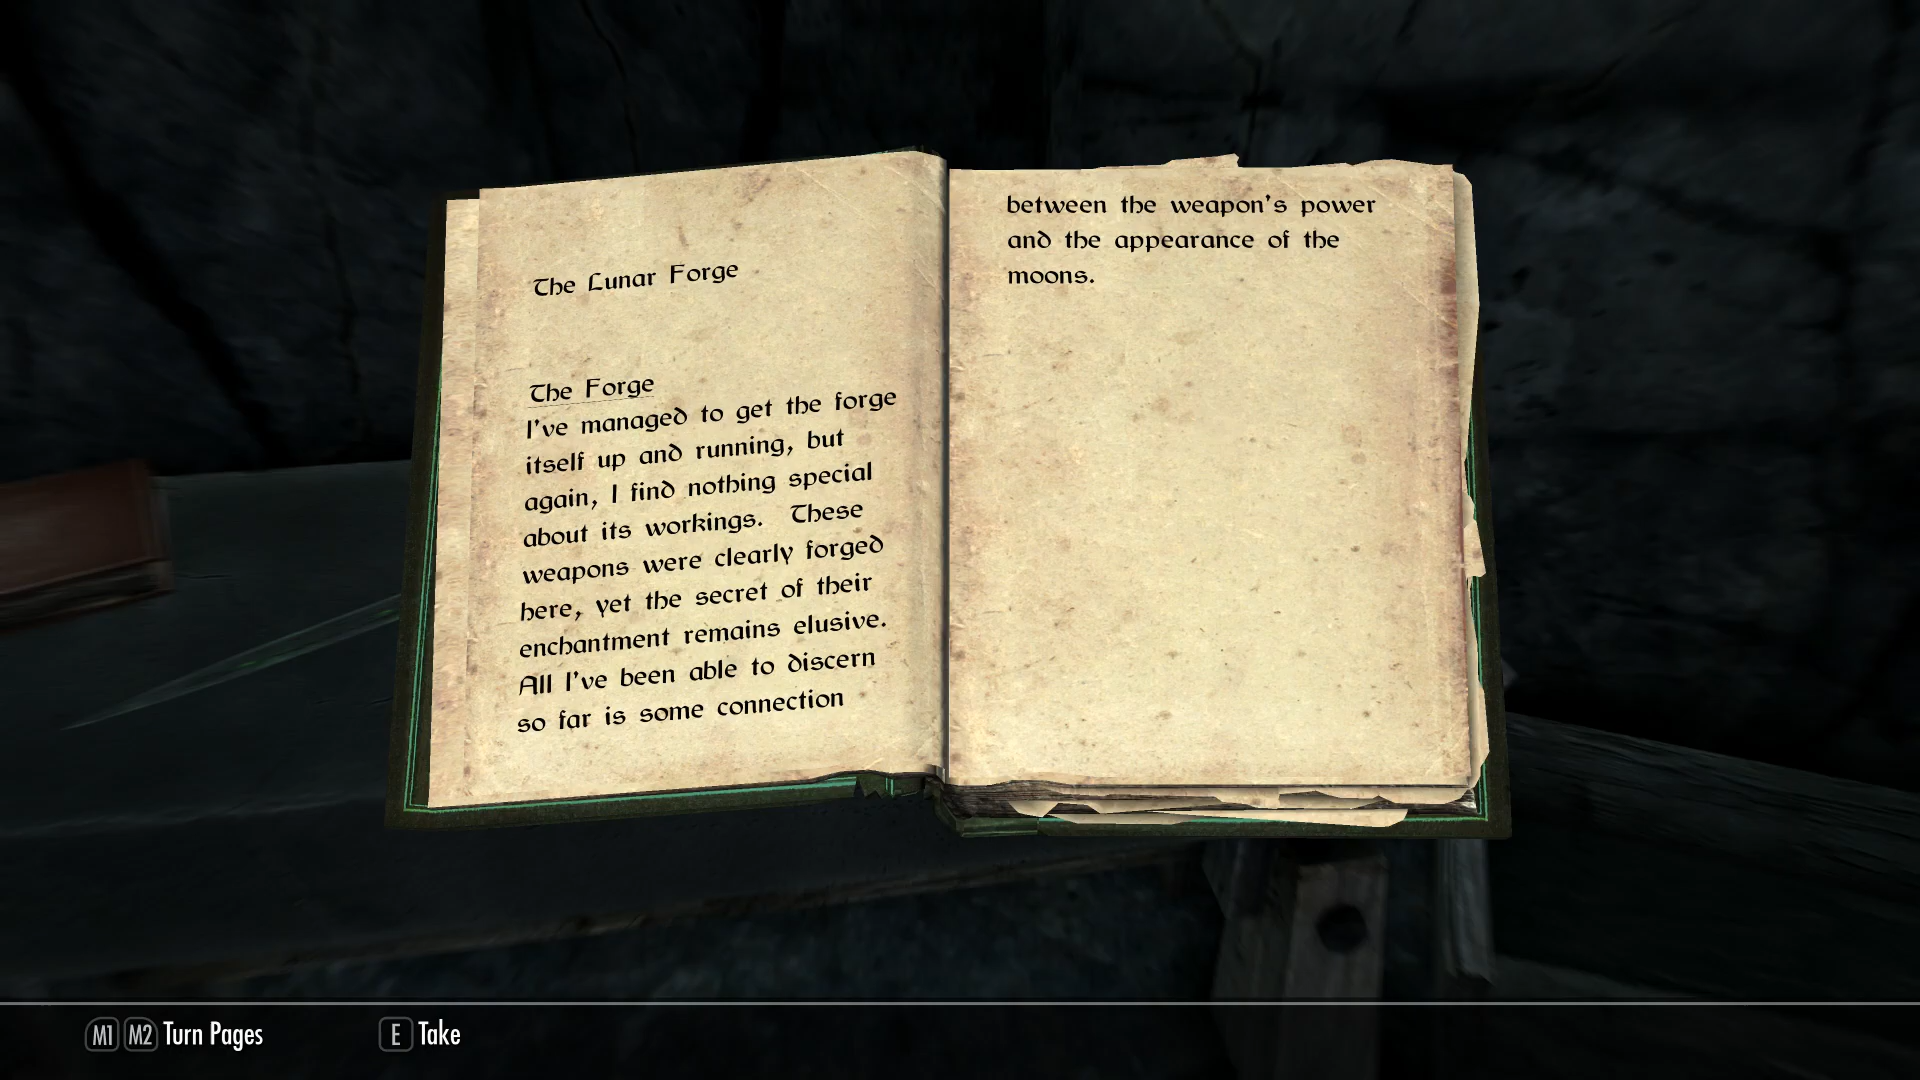 The Lunar Forge
The Forge
I've managed to get the forge
itself up and running, but
again, I find nothing special
about its workings.  These
weapons were clearly forged
here, yet the secret of their
enchantment remains elusive.
All I've been able to discern
so far is some connection
between the weapon's power
and the appearance of the
moons.
M1 M2 Turn Pages
E Take